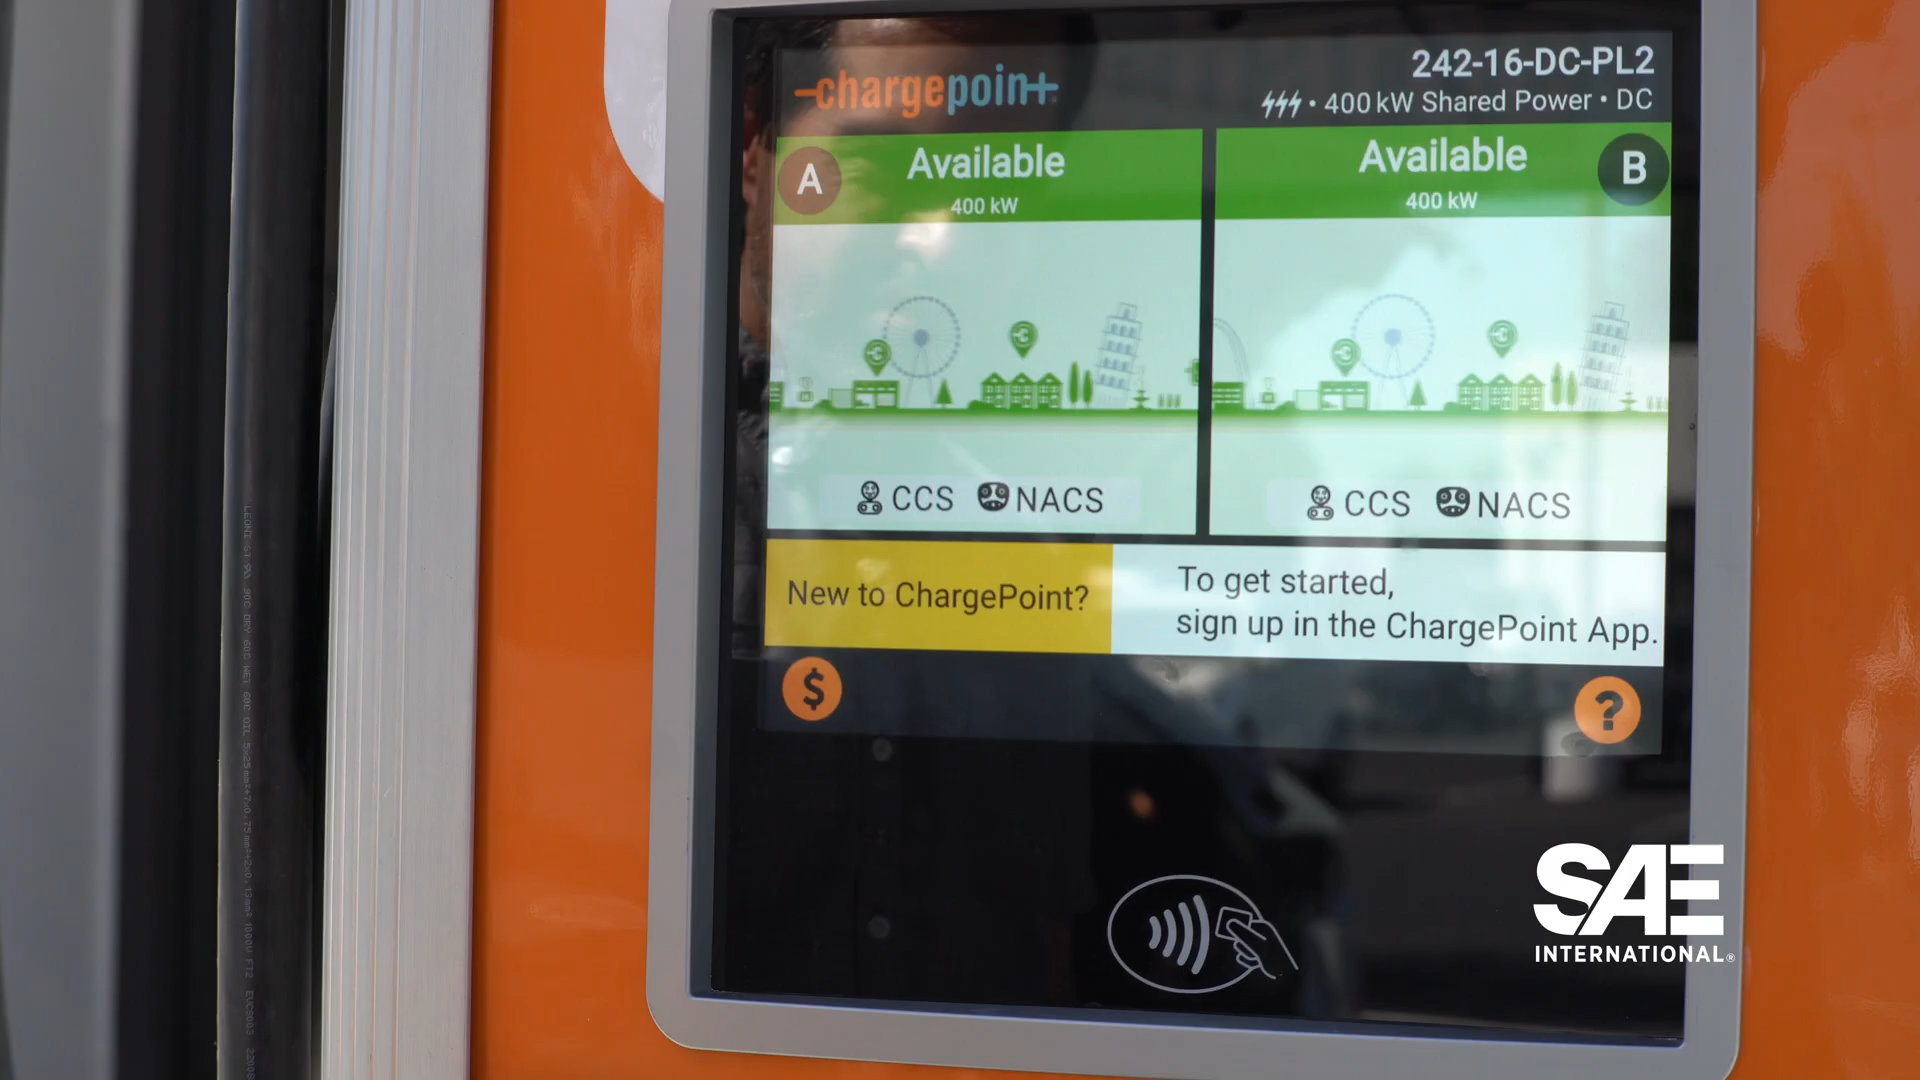 chargepoint
242-16-DC-PL2
• 400 kW Shared Power • DC
A
Available
400 kW
Available
400 kW
B
CCS NACS
CCS NACS
New to ChargePoint?
To get started,
sign up in the ChargePoint App.
$
?
SAE
INTERNATIONAL®